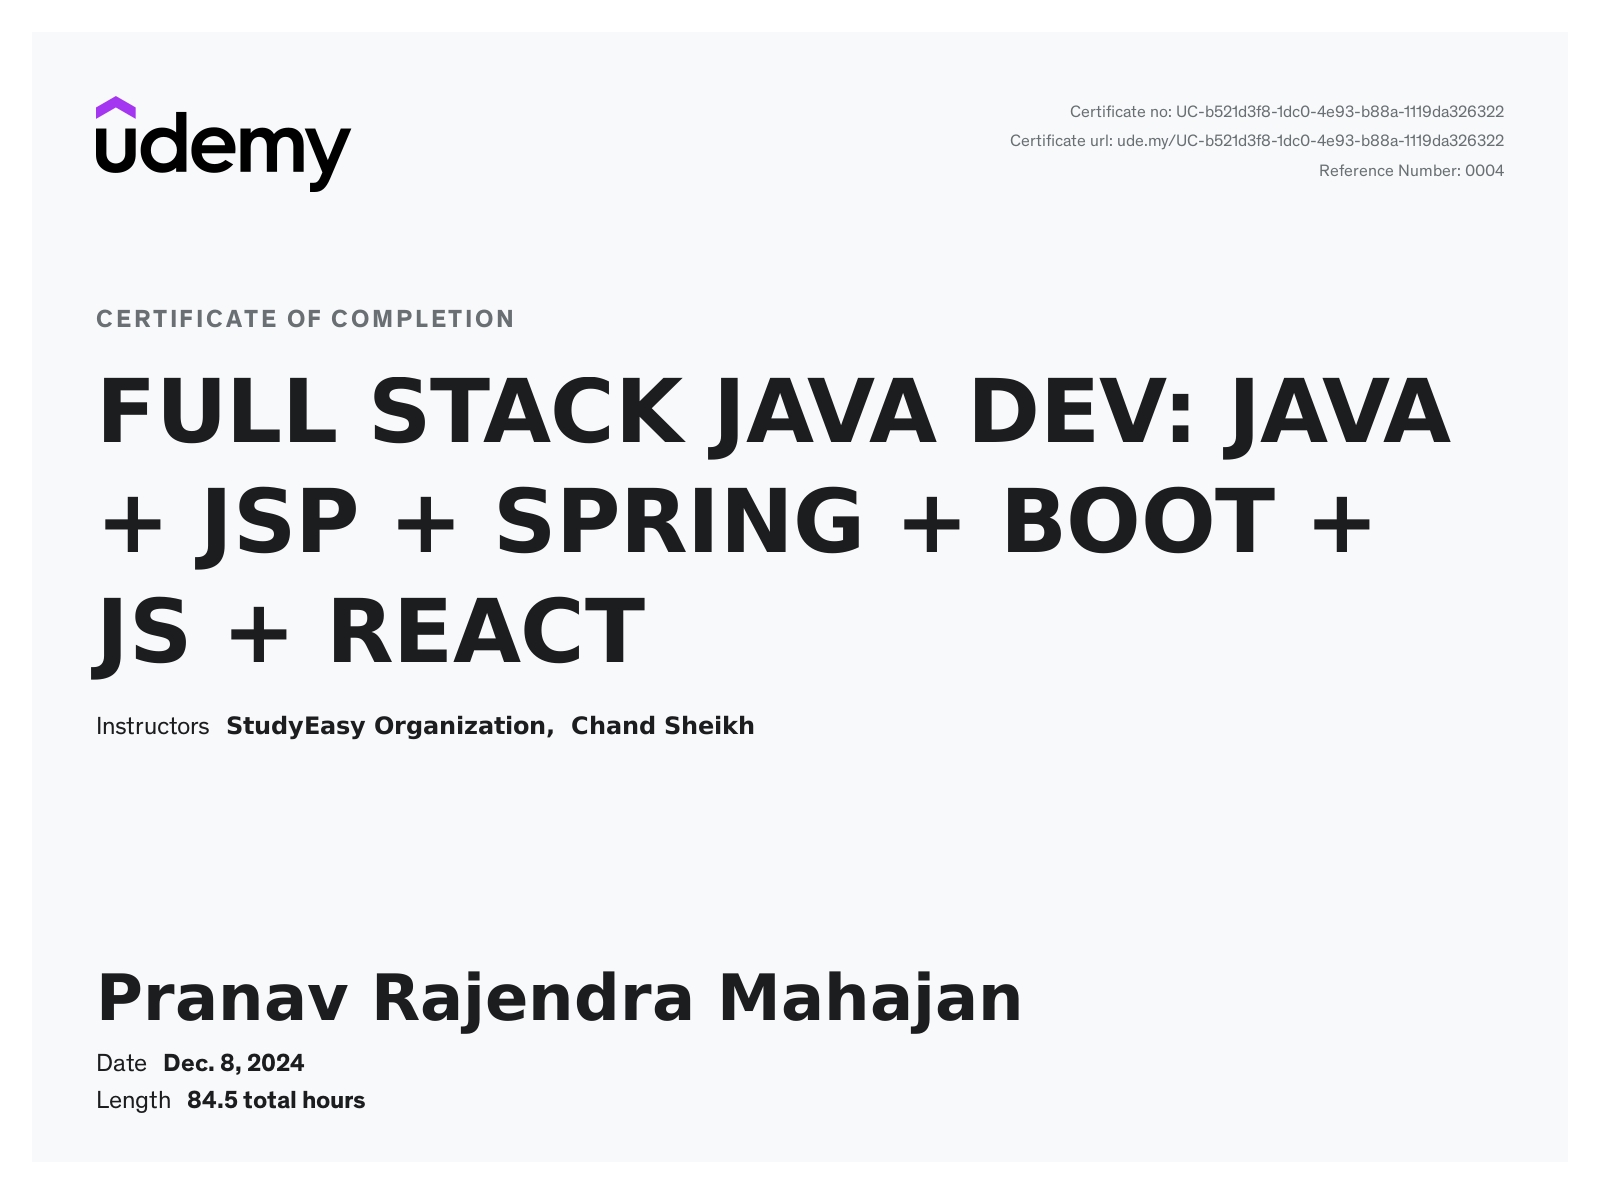 udemy
Certificate no: UC-b521d3f8-1dc0-4e93-b88a-1119da326322
Certificate url: ude.my/UC-b521d3f8-1dc0-4e93-b88a-1119da326322
Reference Number: 0004
CERTIFICATE OF COMPLETION
FULL STACK JAVA DEV: JAVA
+ JSP + SPRING + BOOT +
JS + REACT
Instructors StudyEasy Organization, Chand Sheikh
Pranav Rajendra Mahajan
Date Dec. 8, 2024
Length 84.5 total hours